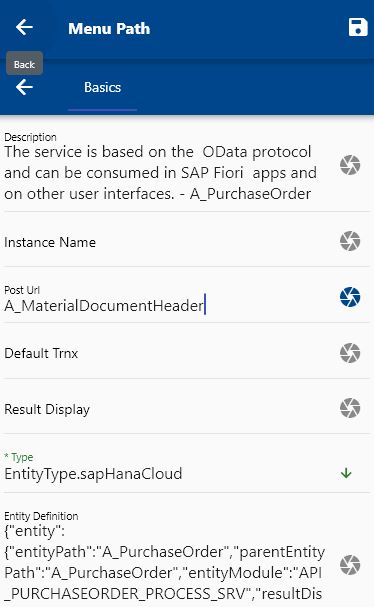 Menu Path
Back
Basics
Description
The service is based on the  OData protocol
and can be consumed in SAP Fiori  apps and
on other user interfaces. - A_PurchaseOrder
Instance Name
Post Url
A_MaterialDocumentHeader
Default Trnx
Result Display
* Type
EntityType.sapHanaCloud
Entity Definition
{"entity":
{"entityPath":"A_PurchaseOrder","parentEntity
Path":"A_PurchaseOrder","entityModule":"API
_PURCHASEORDER_PROCESS_SRV","resultDis